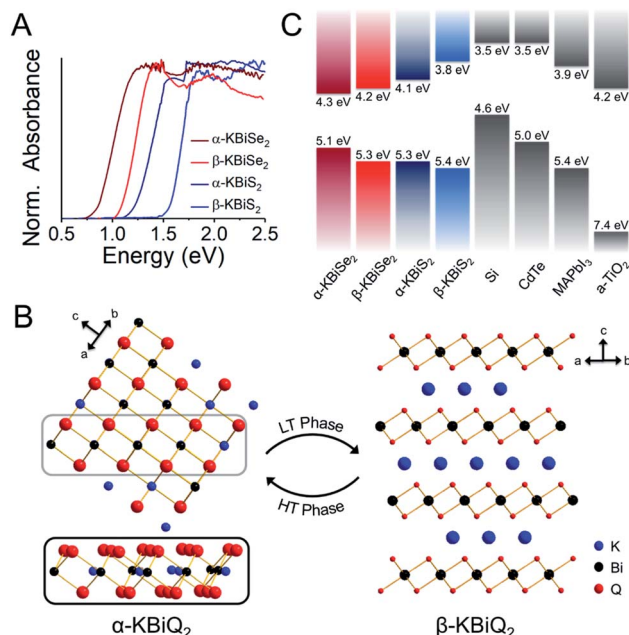 A
Norm. Absorbance
α-KBiSe2
β-KBiSe2
α-KBiS2
β-KBiS2
0.5 1.0 1.5 2.0 2.5
Energy (eV)
C
4.3 eV
4.2 eV
4.1 eV
3.8 eV
3.5 eV
3.5 eV
3.9 eV
4.2 eV
5.1 eV
5.3 eV
5.3 eV
5.4 eV
4.6 eV
5.0 eV
5.4 eV
7.4 eV
α-KBiSe2
β-KBiSe2
α-KBiS2
β-KBiS2
Si
CdTe
MAPbI3
a-TiO2
B
c
b
a
LT Phase
HT Phase
c
a
b
K
Bi
Q
α-KBiQ2
β-KBiQ2